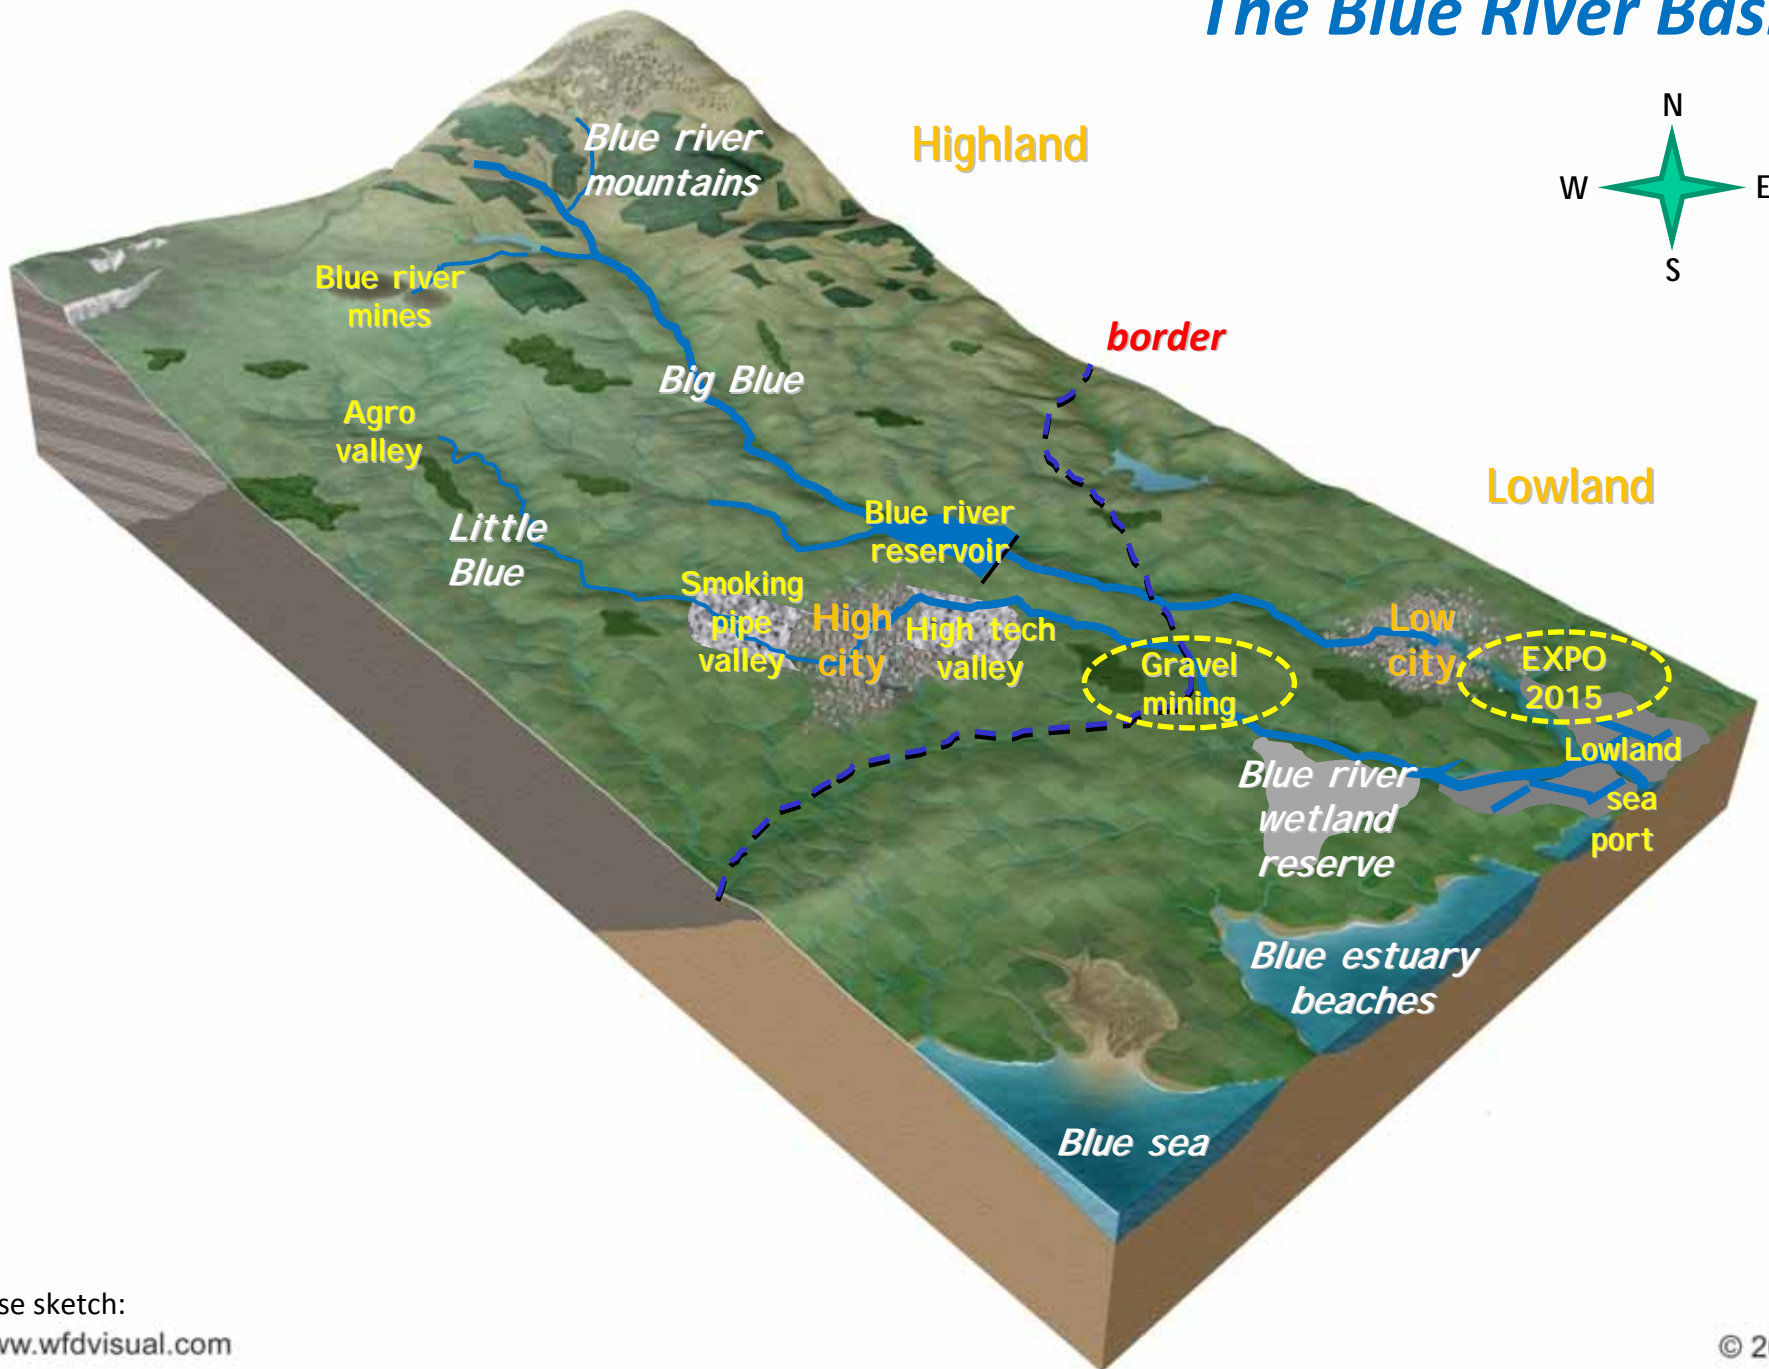 The Blue River Bas
N
W E
S
Highland
Blue river
mountains
Blue river
mines
border
Big Blue
Agro
valley
Lowland
Little
Blue
Blue river
reservoir
Smoking
pipe
valley
High
city
High tech
valley
Gravel
mining
Low
city
EXPO
2015
Lowland
sea
port
Blue river
wetland
reserve
Blue estuary
beaches
Blue sea
se sketch:
ww.wfdvisual.com
© 2